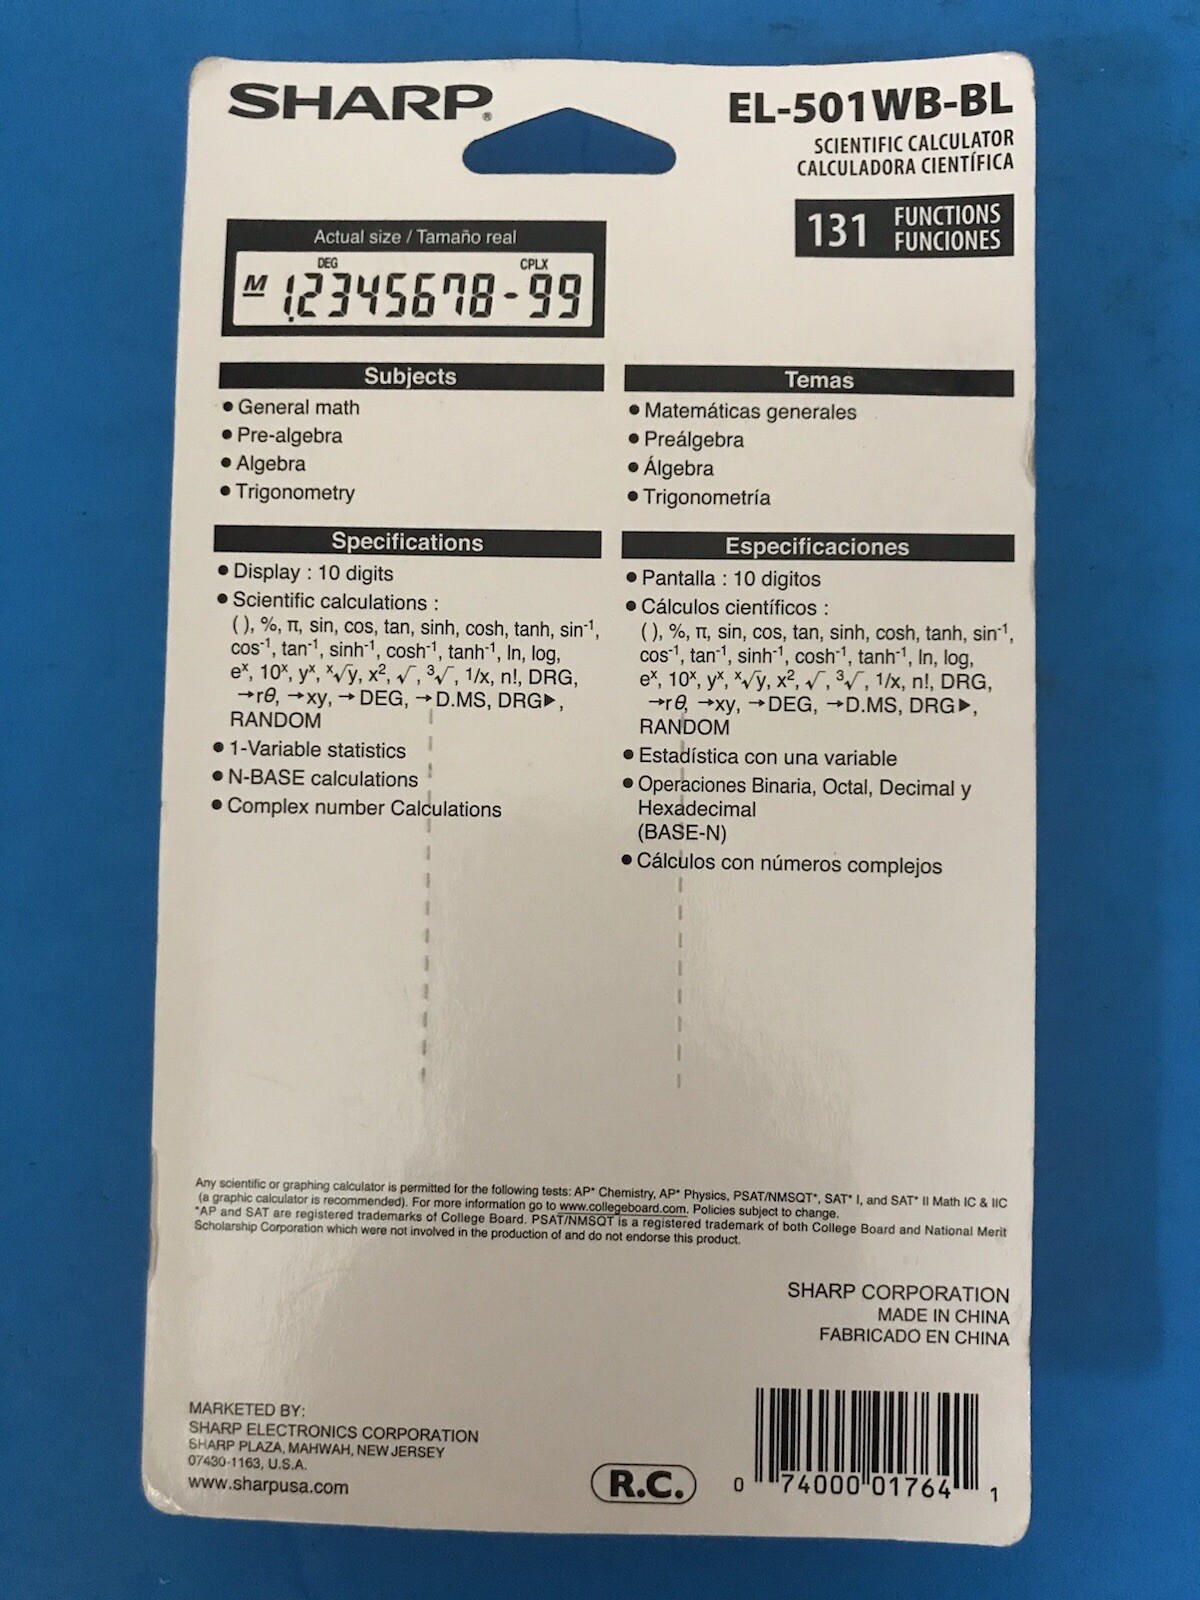 SHARP®
EL-501WB-BL
SCIENTIFIC CALCULATOR
CALCULADORA CIENTÍFICA
131 FUNCTIONS
FUNCIONES
Actual size / Tamaño real
DEG CPLX
M 1.2345678-99
Subjects
• General math
• Pre-algebra
• Algebra
• Trigonometry
Temas
• Matemáticas generales
• Preálgebra
• Álgebra
• Trigonometría
Specifications
• Display : 10 digits
• Scientific calculations :
( ), %, π, sin, cos, tan, sinh, cosh, tanh, sin⁻¹,
cos⁻¹, tan⁻¹, sinh⁻¹, cosh⁻¹, tanh⁻¹, ln, log,
eˣ, 10ˣ, yˣ, ˣ√y, x², √, ³√, 1/x, n!, DRG,
→rθ, →xy, →DEG, →D.MS, DRG▶,
RANDOM
• 1-Variable statistics
• N-BASE calculations
• Complex number Calculations
Especificaciones
• Pantalla : 10 digitos
• Cálculos científicos :
( ), %, π, sin, cos, tan, sinh, cosh, tanh, sin⁻¹,
cos⁻¹, tan⁻¹, sinh⁻¹, cosh⁻¹, tanh⁻¹, ln, log,
eˣ, 10ˣ, yˣ, ˣ√y, x², √, ³√, 1/x, n!, DRG,
→rθ, →xy, →DEG, →D.MS, DRG▶,
RANDOM
• Estadística con una variable
• Operaciones Binaria, Octal, Decimal y
Hexadecimal
(BASE-N)
• Cálculos con números complejos
Any scientific or graphing calculator is permitted for the following tests: AP* Chemistry, AP* Physics, PSAT/NMSQT*, SAT* I, and SAT* II Math IC & IIC
(a graphic calculator is recommended). For more information go to www.collegeboard.com. Policies subject to change.
*AP and SAT are registered trademarks of College Board. PSAT/NMSQT is a registered trademark of both College Board and National Merit
Scholarship Corporation which were not involved in the production of and do not endorse this product.
SHARP CORPORATION
MADE IN CHINA
FABRICADO EN CHINA
MARKETED BY:
SHARP ELECTRONICS CORPORATION
SHARP PLAZA, MAHWAH, NEW JERSEY
07430-1163, U.S.A.
www.sharpusa.com
R.C.
0 74000 01764 1